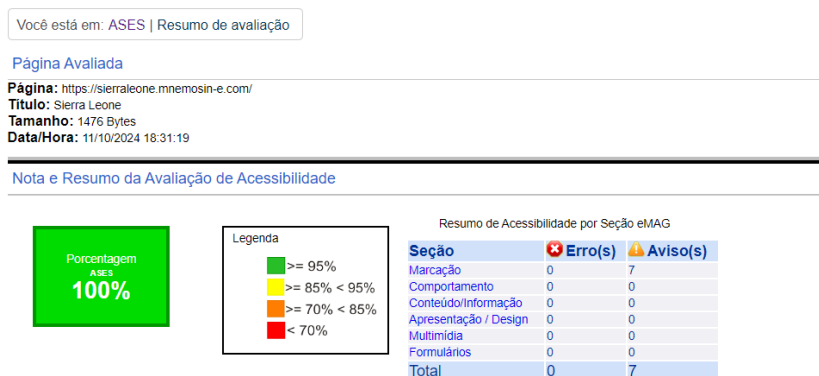 Você está em: ASES | Resumo de avaliação
Página Avaliada
Página: https://sierraleone.mnemosin-e.com/
Título: Sierra Leone
Tamanho: 1476 Bytes
Data/Hora: 11/10/2024 18:31:19
Nota e Resumo da Avaliação de Acessibilidade
Porcentagem
ASES
100%
Legenda
>= 95%
>= 85% < 95%
>= 70% < 85%
< 70%
Resumo de Acessibilidade por Seção eMAG
Seção Erro(s) Aviso(s)
Marcação 0 7
Comportamento 0 0
Conteúdo/Informação 0 0
Apresentação / Design 0 0
Multimídia 0 0
Formulários 0 0
Total 0 7